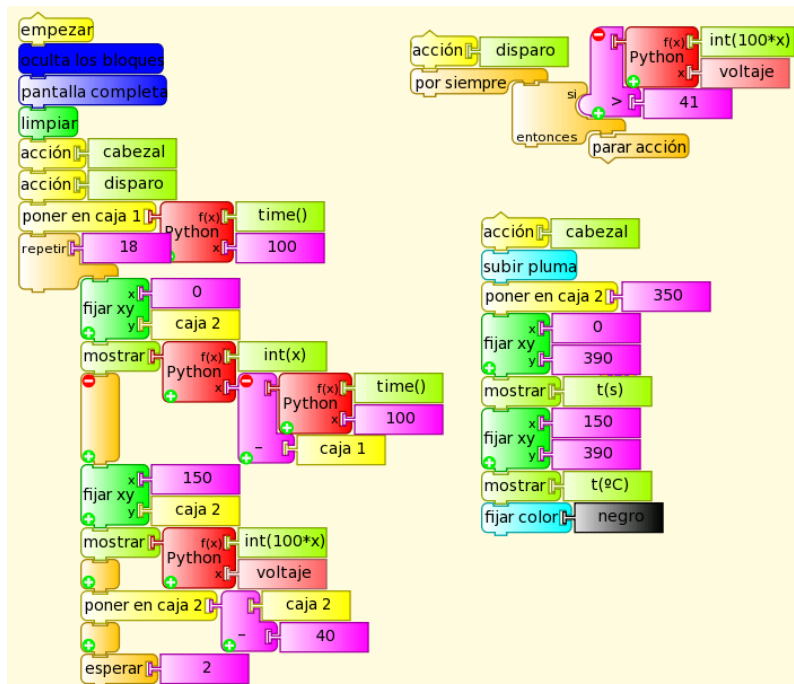 empezar
oculta los bloques
pantalla completa
limpiar
acción cabezal
acción disparo
poner en caja 1 Python f(x) time()
x 100
repetir 18
fijar xy x 0
y caja 2
mostrar Python f(x) int(x)
x Python f(x) time()
x 100
- caja 1
fijar xy x 150
y caja 2
mostrar Python f(x) int(100*x)
x voltaje
poner en caja 2 caja 2
- 40
esperar 2
acción disparo
por siempre
si Python f(x) int(100*x)
x voltaje
> 41
entonces
parar acción
acción cabezal
subir pluma
poner en caja 2 350
fijar xy x 0
y 390
mostrar t(s)
fijar xy x 150
y 390
mostrar t(ºC)
fijar color negro